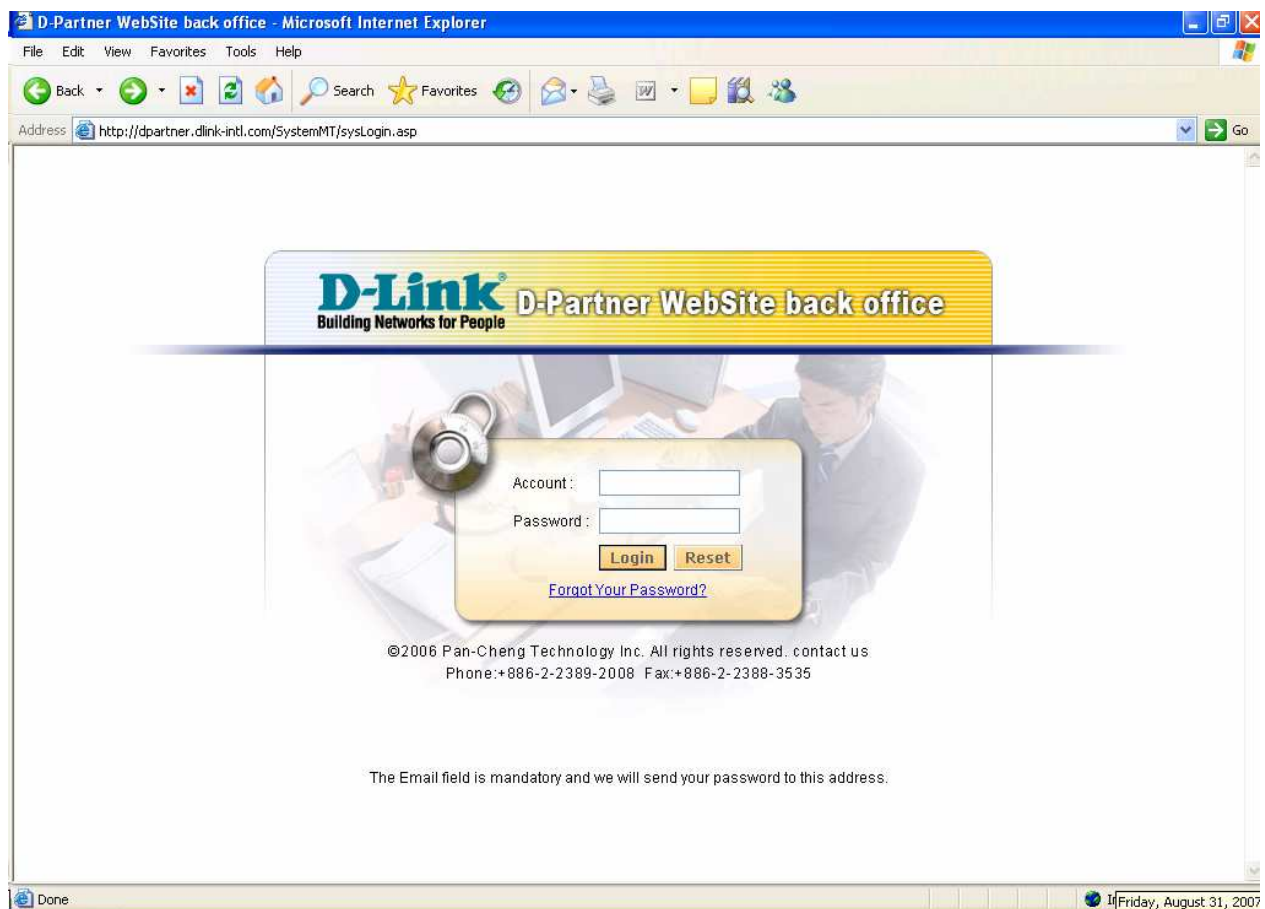 D-Partner WebSite back office - Microsoft Internet Explorer
File Edit View Favorites Tools Help
Back Search Favorites
Address http://dpartner.dlink-intl.com/SystemMT/sysLogin.asp Go
D-Link®
Building Networks for People
D-Partner WebSite back office
Account :
Password :
Login Reset
Forgot Your Password?
©2006 Pan-Cheng Technology Inc. All rights reserved. contact us
Phone:+886-2-2389-2008 Fax:+886-2-2388-3535
The Email field is mandatory and we will send your password to this address.
Done
Friday, August 31, 2007